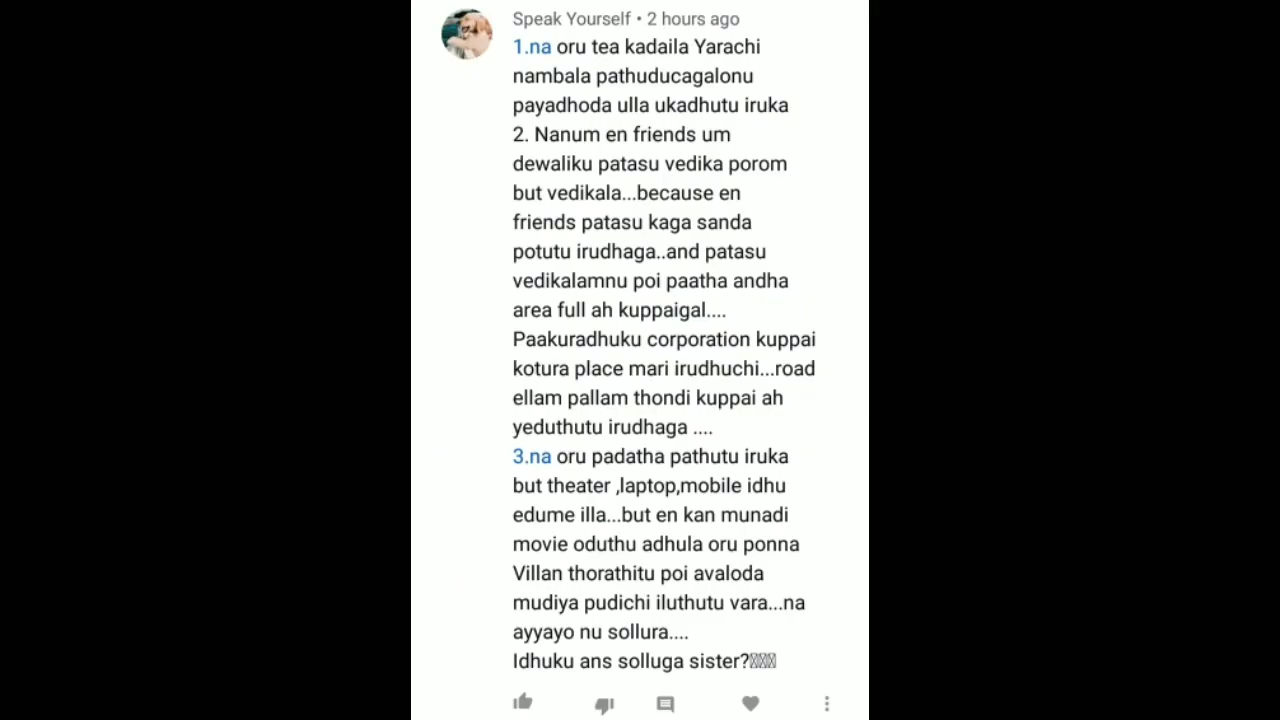 Speak Yourself • 2 hours ago
1.na oru tea kadaila Yarachi
nambala pathuducagalonu
payadhoda ulla ukadhutu iruka
2. Nanum en friends um
dewaliku patasu vedika porom
but vedikala...because en
friends patasu kaga sanda
potutu irudhaga..and patasu
vedikalamnu poi paatha andha
area full ah kuppaigal....
Paakuradhuku corporation kuppai
kotura place mari irudhuchi...road
ellam pallam thondi kuppai ah
yeduthutu irudhaga ....
3.na oru padatha pathutu iruka
but theater ,laptop,mobile idhu
edume illa...but en kan munadi
movie oduthu adhula oru ponna
Villan thorathitu poi avaloda
mudiya pudichi iluthutu vara...na
ayyayo nu sollura....
Idhuku ans solluga sister?